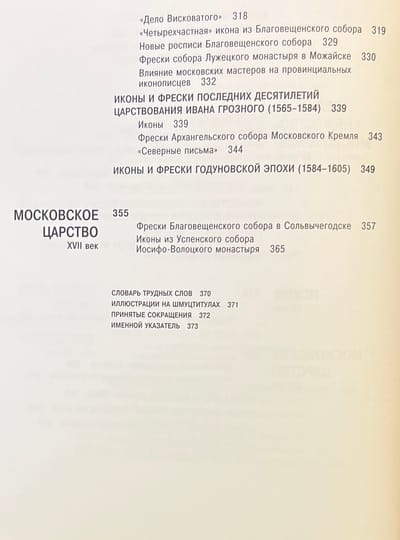 «Дело Висковатого» 318
«Четырехчастная» икона из Благовещенского собора 319
Новые росписи Благовещенского собора 329
Фрески собора Лужецкого монастыря в Можайске 330
Влияние московских мастеров на провинциальных
иконописцев 332
ИКОНЫ И ФРЕСКИ ПОСЛЕДНИХ ДЕСЯТИЛЕТИЙ
ЦАРСТВОВАНИЯ ИВАНА ГРОЗНОГО (1565–1584) 339
Иконы 339
Фрески Архангельского собора Московского Кремля 343
«Северные письма» 344
ИКОНЫ И ФРЕСКИ ГОДУНОВСКОЙ ЭПОХИ (1584–1605) 349
МОСКОВСКОЕ 355
ЦАРСТВО
XVII век
Фрески Благовещенского собора в Сольвычегодске 357
Иконы из Успенского собора
Иосифо-Волоцкого монастыря 365
СЛОВАРЬ ТРУДНЫХ СЛОВ 370
ИЛЛЮСТРАЦИИ НА ШМУЦТИТУЛАХ 371
ПРИНЯТЫЕ СОКРАЩЕНИЯ 372
ИМЕННОЙ УКАЗАТЕЛЬ 373